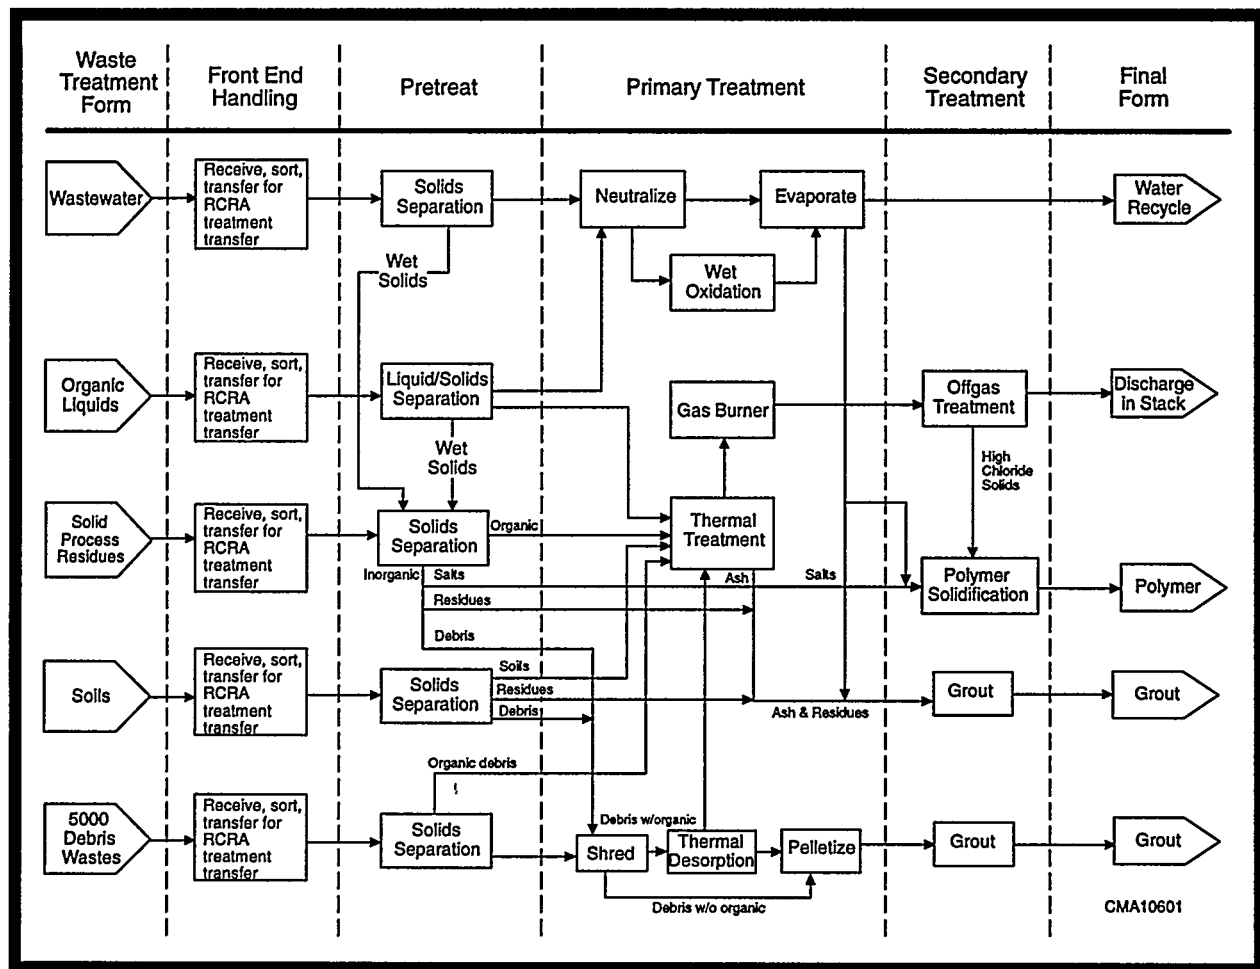 Waste
Treatment
Form
Front End
Handling
Pretreat
Primary Treatment
Secondary
Treatment
Final
Form
Wastewater
Receive, sort,
transfer for
RCRA
treatment
transfer
Solids
Separation
Neutralize
Evaporate
Water
Recycle
Wet
Solids
Wet
Oxidation
Organic
Liquids
Receive, sort,
transfer for
RCRA
treatment
transfer
Liquid/Solids
Separation
Gas Burner
Offgas
Treatment
Discharge
in Stack
Wet
Solids
High
Chloride
Solids
Solid
Process
Residues
Receive, sort,
transfer for
RCRA
treatment
transfer
Solids
Separation
Organic
Thermal
Treatment
Inorganic
Salts
Ash
Salts
Polymer
Solidification
Polymer
Residues
Debris
Soils
Receive, sort,
transfer for
RCRA
treatment
transfer
Solids
Separation
Soils
Residues
Debris
Ash & Residues
Grout
Grout
Organic debris
5000
Debris
Wastes
Receive, sort,
transfer for
RCRA
treatment
transfer
Solids
Separation
Debris w/organic
Shred
Thermal
Desorption
Pelletize
Grout
Grout
Debris w/o organic
CMA10601